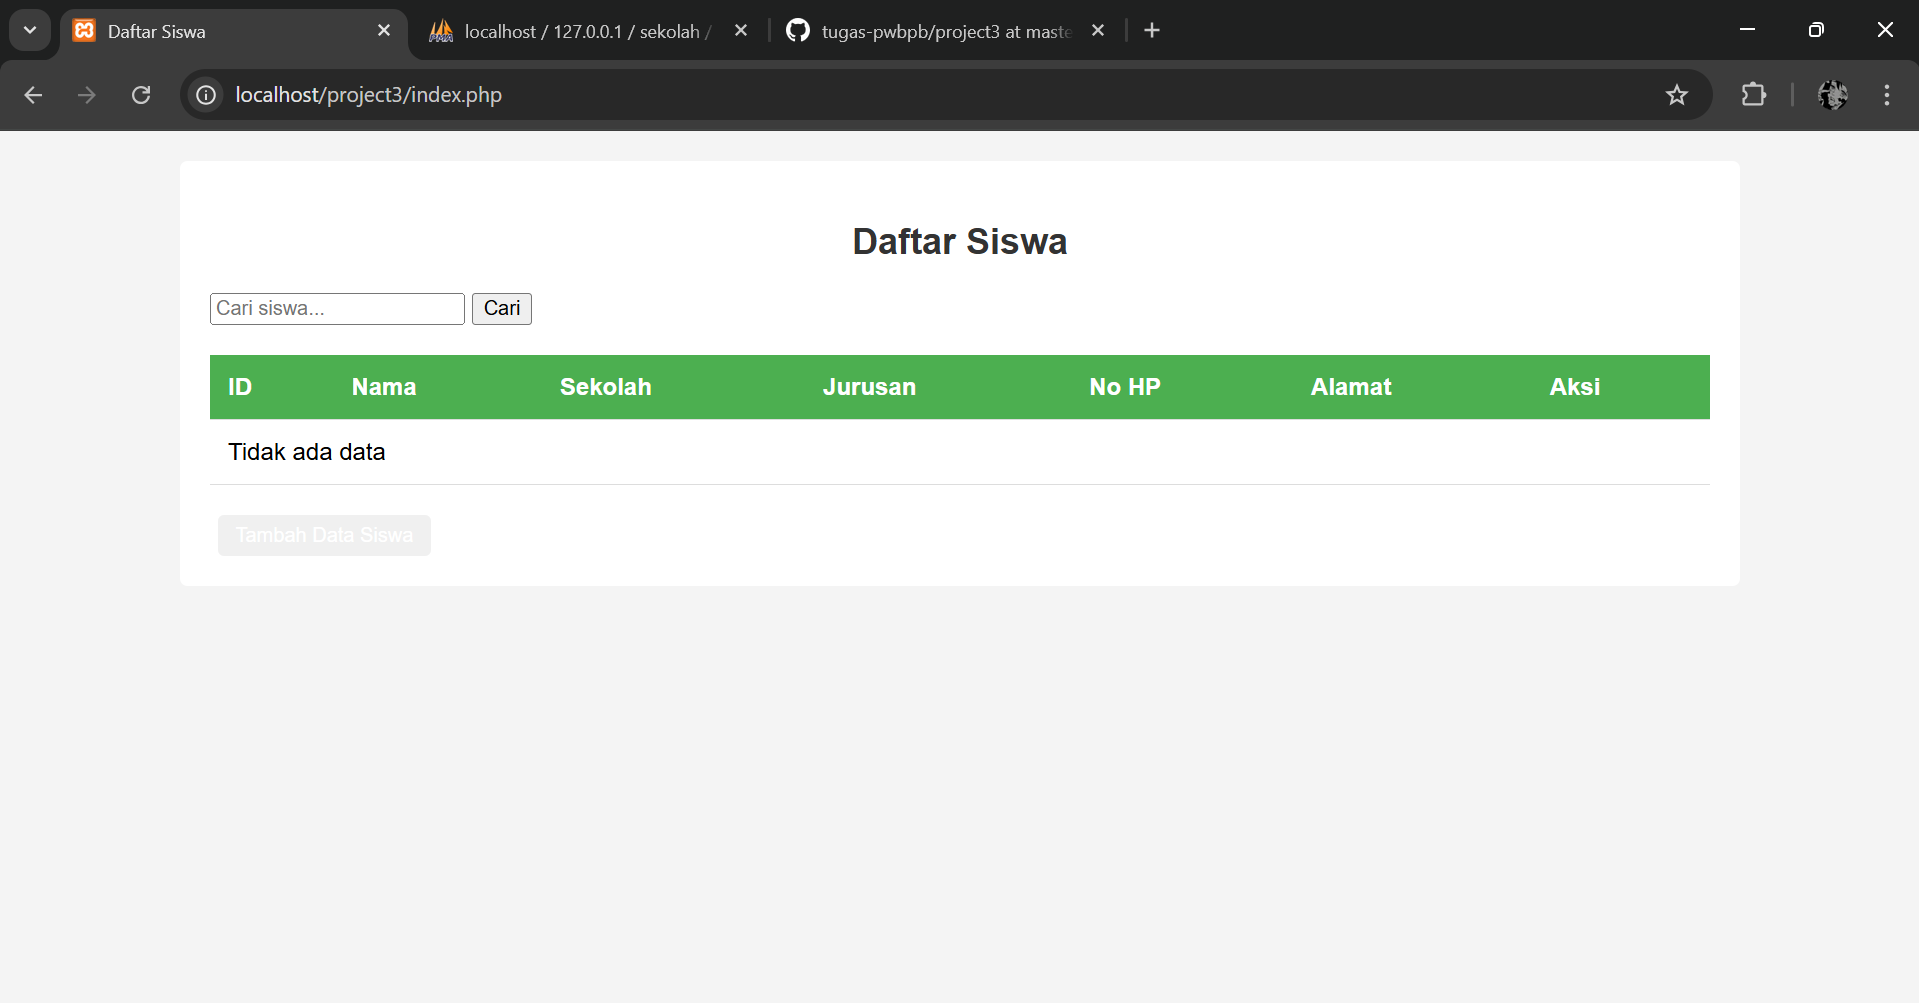 Daftar Siswa
localhost / 127.0.0.1 / sekolah /
tugas-pwbpb/project3 at maste
localhost/project3/index.php
Daftar Siswa
Cari siswa... Cari
ID Nama Sekolah Jurusan No HP Alamat Aksi
Tidak ada data
Tambah Data Siswa